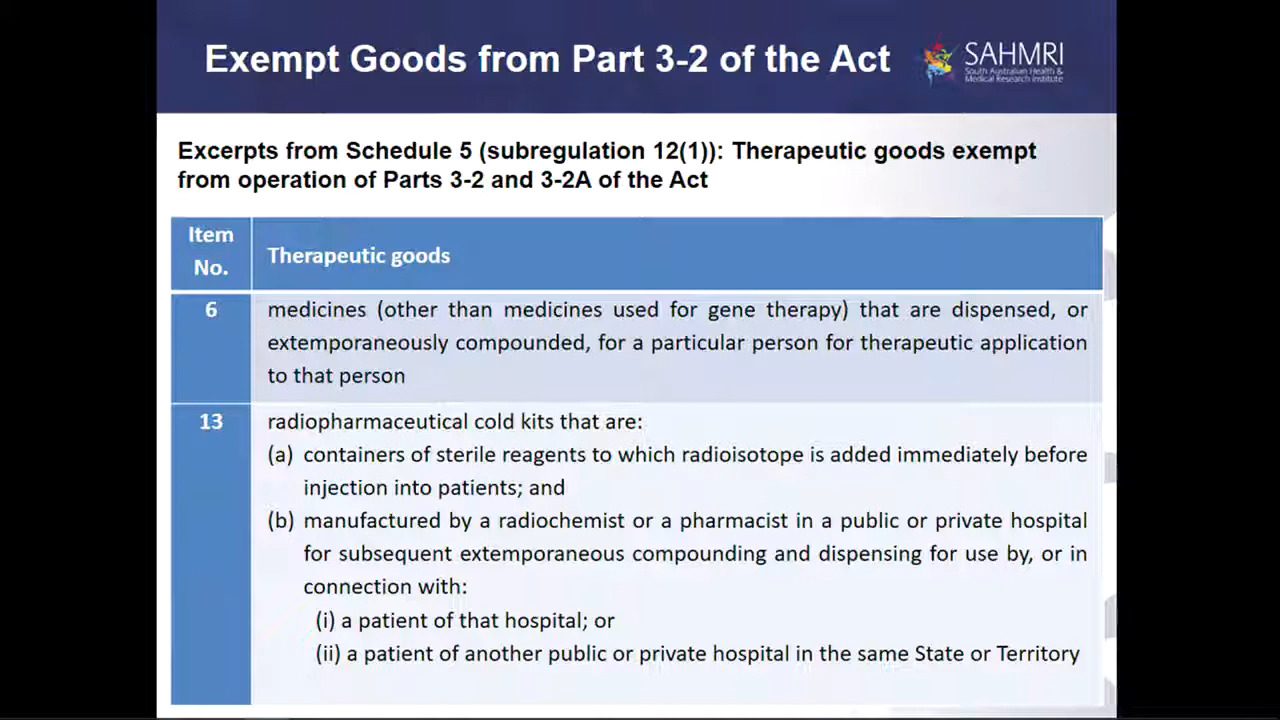 Exempt Goods from Part 3-2 of the Act
SAHMRI
South Australian Health &
Medical Research Institute
Excerpts from Schedule 5 (subregulation 12(1)): Therapeutic goods exempt
from operation of Parts 3-2 and 3-2A of the Act
Item
No.
Therapeutic goods
6
medicines (other than medicines used for gene therapy) that are dispensed, or
extemporaneously compounded, for a particular person for therapeutic application
to that person
13
radiopharmaceutical cold kits that are:
(a) containers of sterile reagents to which radioisotope is added immediately before
injection into patients; and
(b) manufactured by a radiochemist or a pharmacist in a public or private hospital
for subsequent extemporaneous compounding and dispensing for use by, or in
connection with:
(i) a patient of that hospital; or
(ii) a patient of another public or private hospital in the same State or Territory